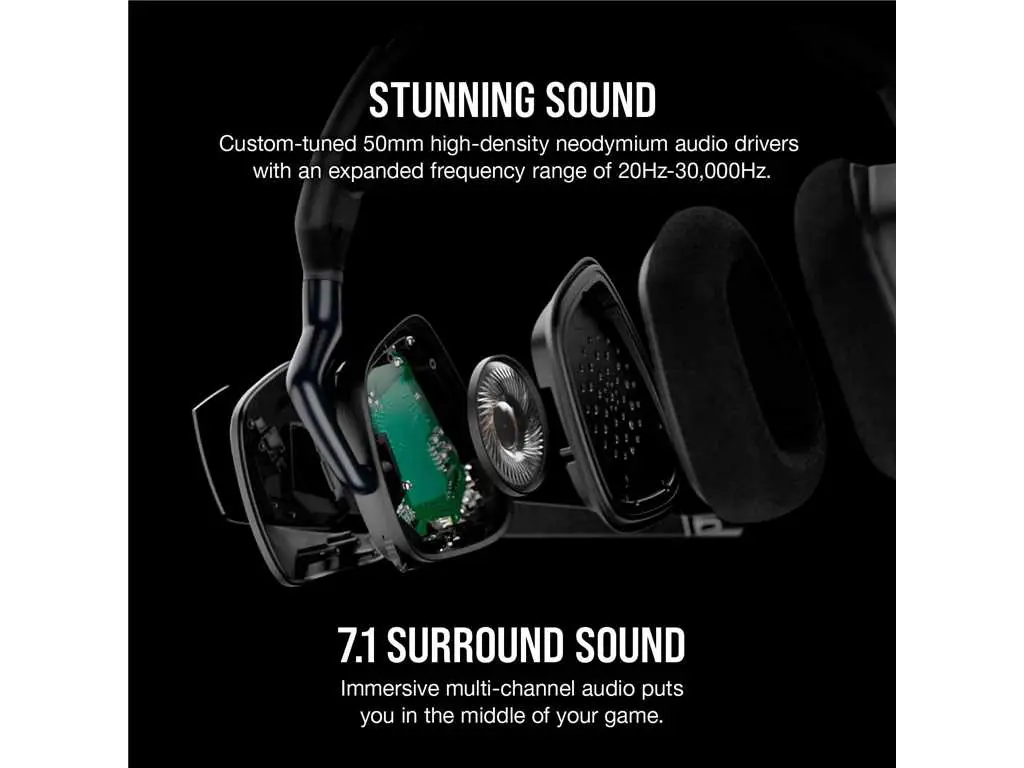 STUNNING SOUND
Custom-tuned 50mm high-density neodymium audio drivers
with an expanded frequency range of 20Hz-30,000Hz.
7.1 SURROUND SOUND
Immersive multi-channel audio puts
you in the middle of your game.